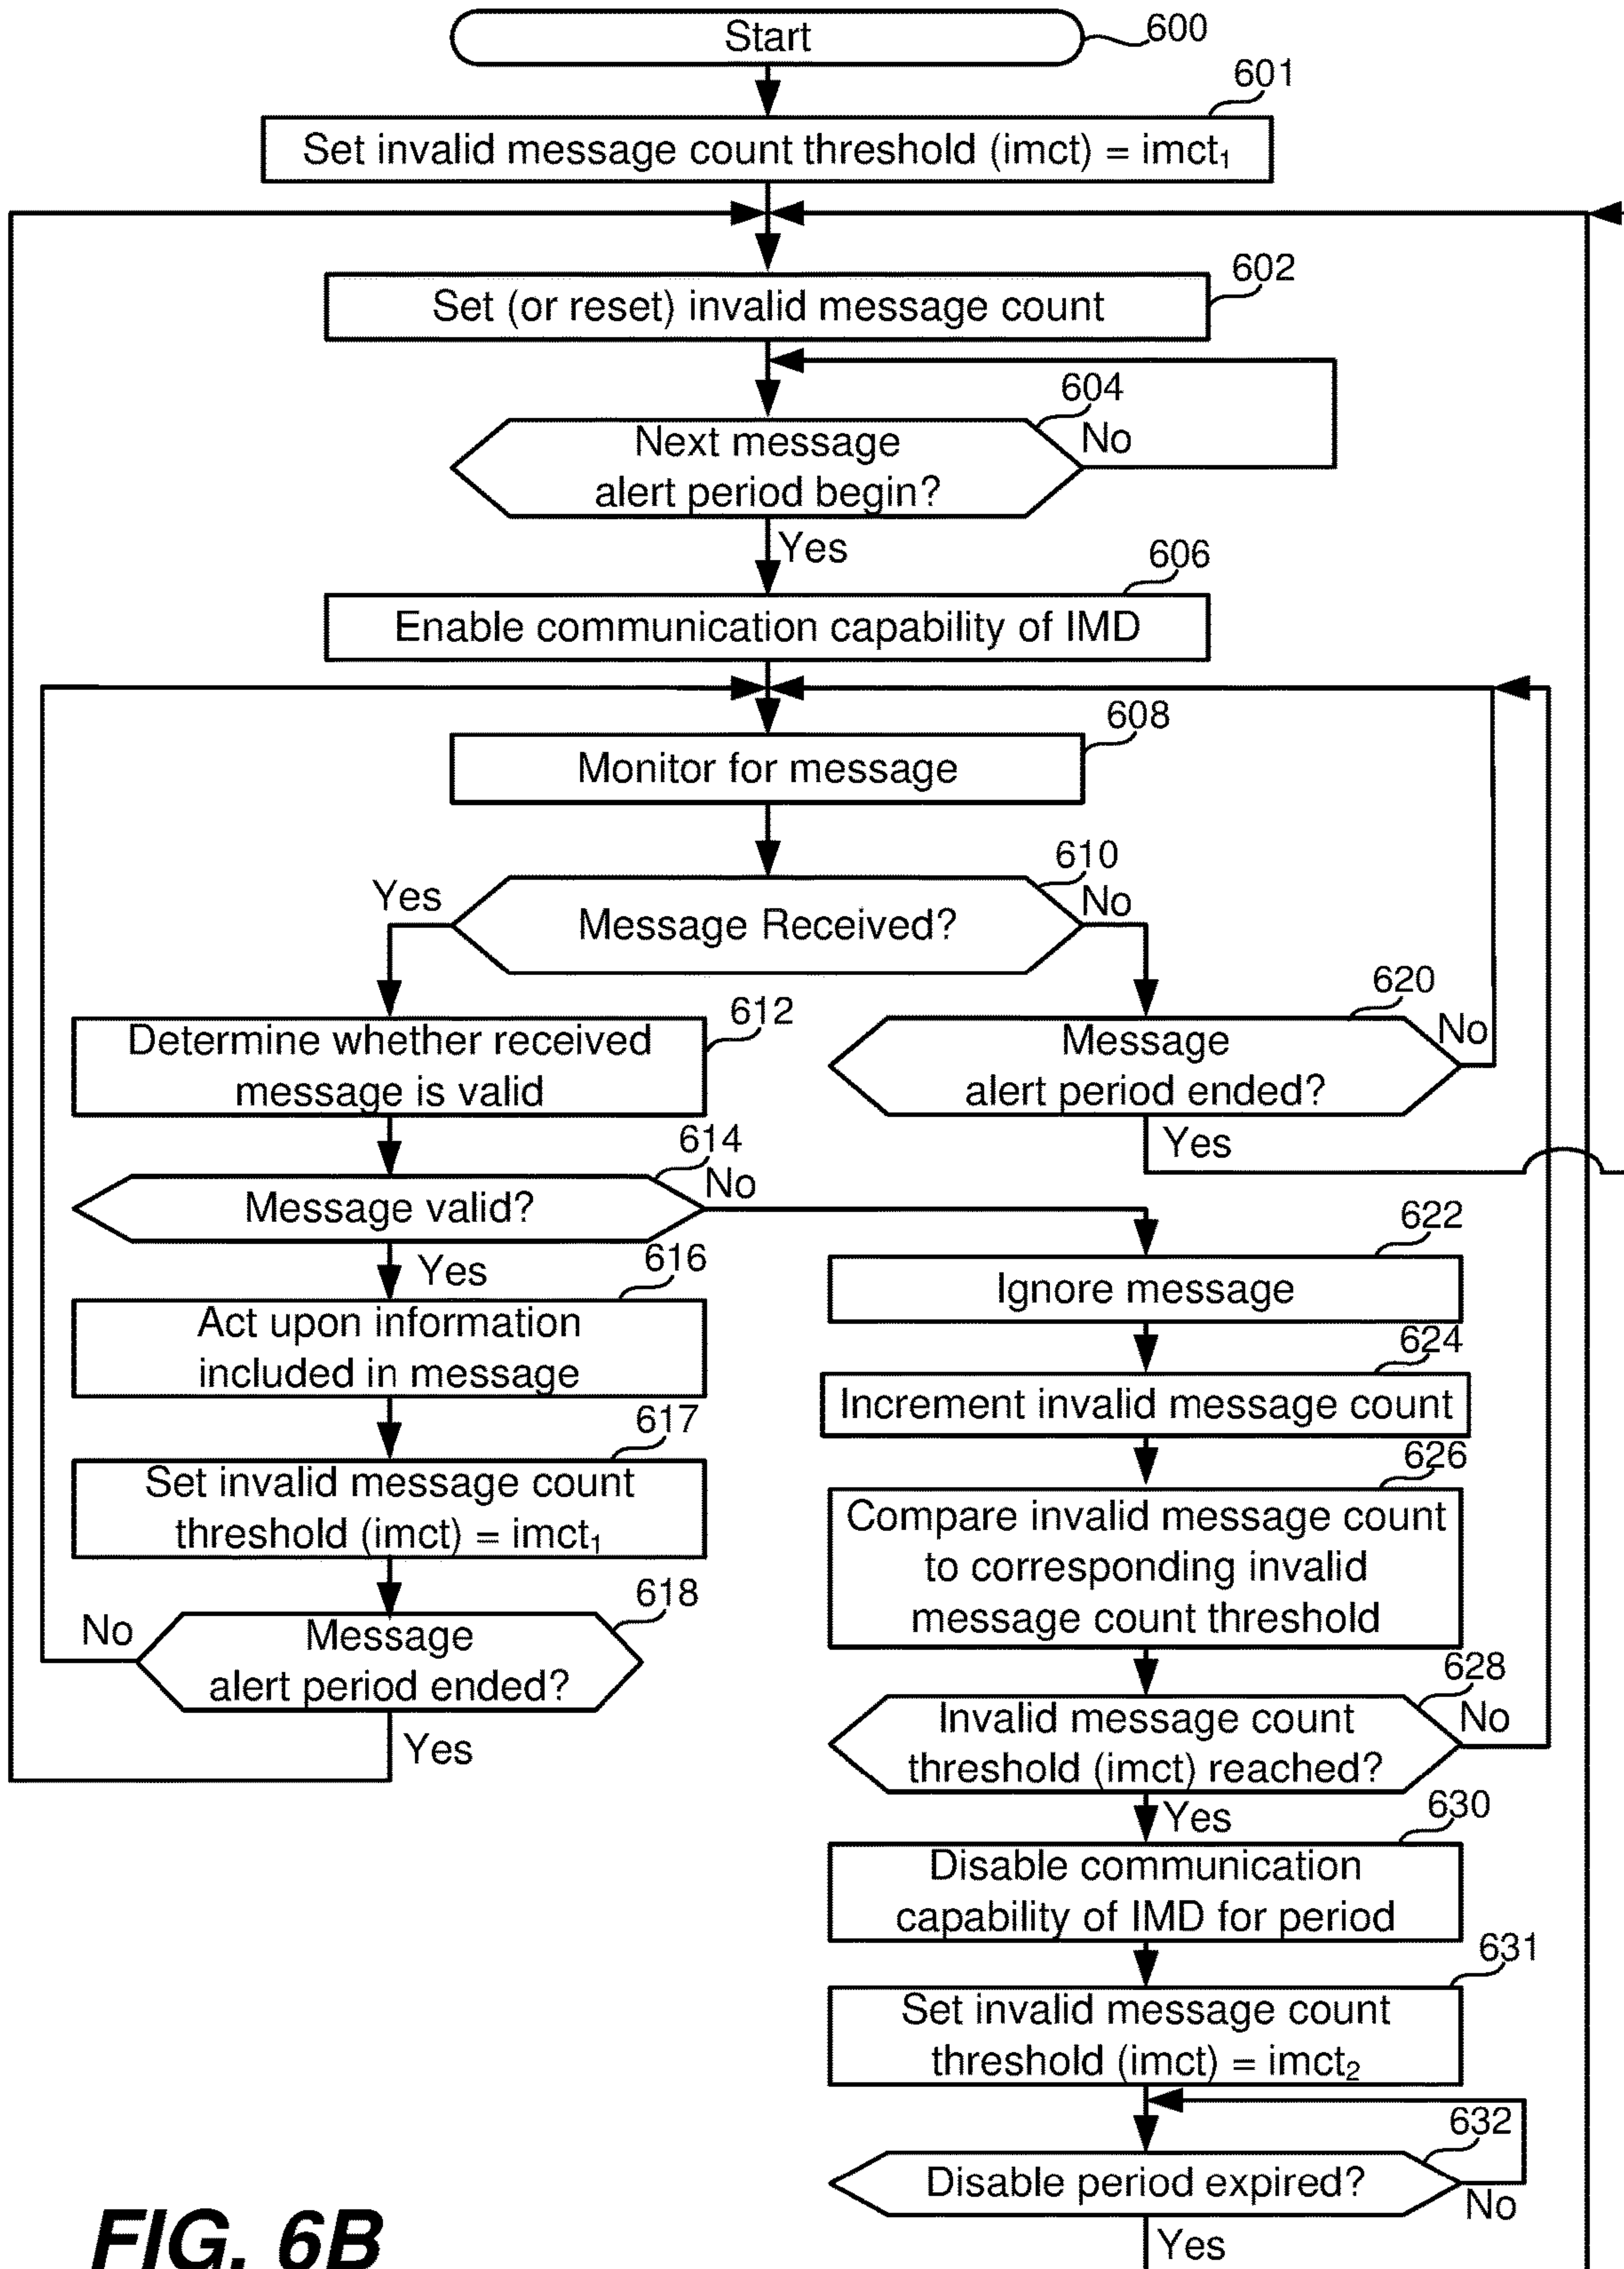 Start
600
601
Set invalid message count threshold (imct) = imct₁
602
Set (or reset) invalid message count
604
Next message
alert period begin?
No
Yes
606
Enable communication capability of IMD
608
Monitor for message
610
Yes
Message Received?
No
612
Determine whether received
message is valid
620
Message
alert period ended?
No
Yes
614
Message valid?
No
Yes
616
Act upon information
included in message
617
Set invalid message count
threshold (imct) = imct₁
618
No
Message
alert period ended?
Yes
622
Ignore message
624
Increment invalid message count
626
Compare invalid message count
to corresponding invalid
message count threshold
628
Invalid message count
threshold (imct) reached?
No
Yes
630
Disable communication
capability of IMD for period
631
Set invalid message count
threshold (imct) = imct₂
632
Disable period expired?
No
Yes
FIG. 6B